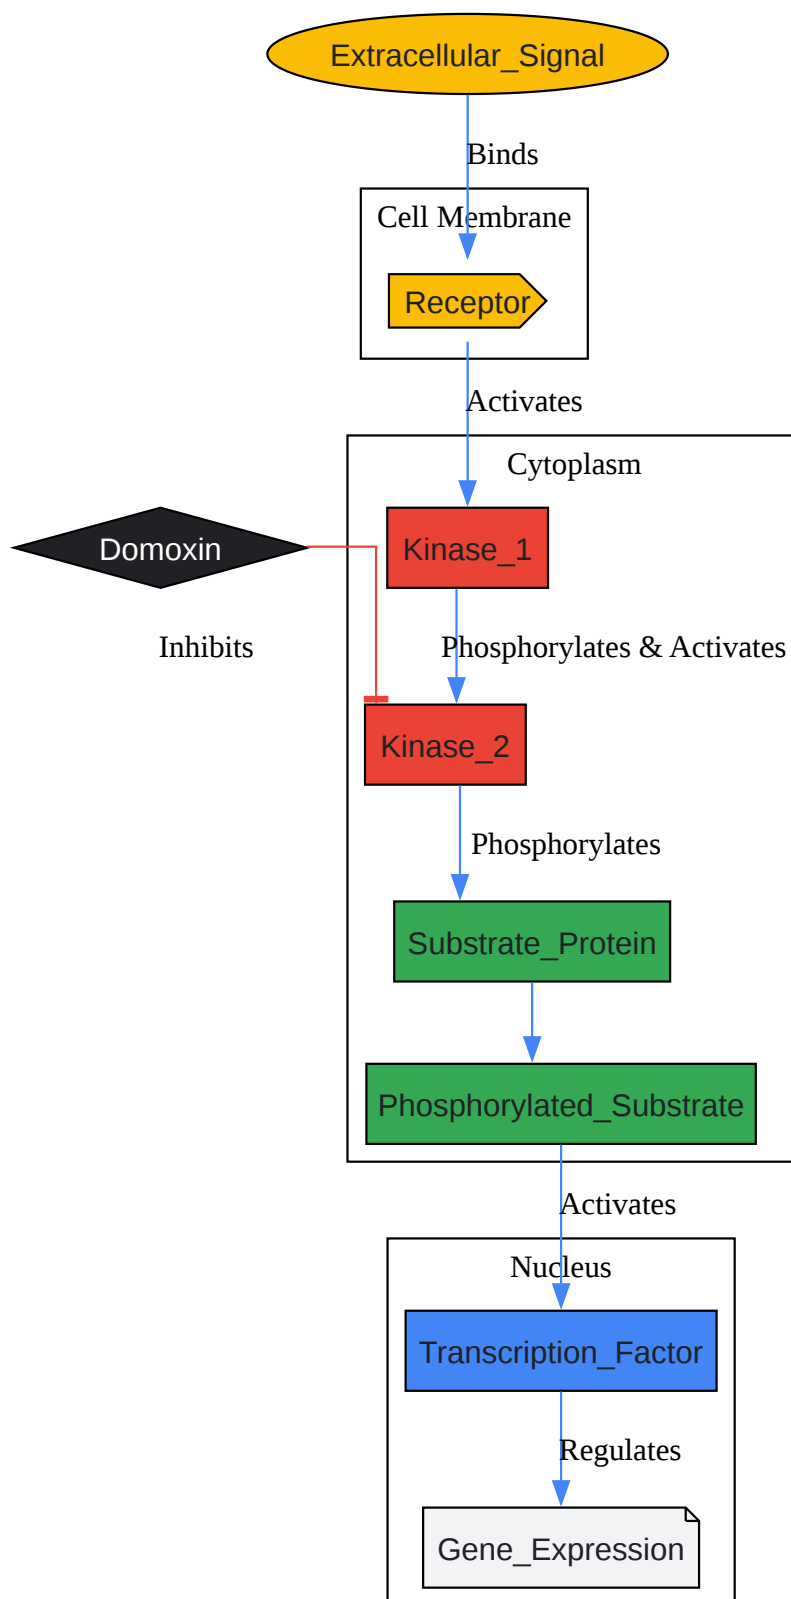 Extracellular_Signal
Binds
Cell Membrane
Receptor
Activates
Cytoplasm
Domoxin
Kinase_1
Inhibits
Phosphorylates & Activates
Kinase_2
Phosphorylates
Substrate_Protein
Phosphorylated_Substrate
Activates
Nucleus
Transcription_Factor
Regulates
Gene_Expression